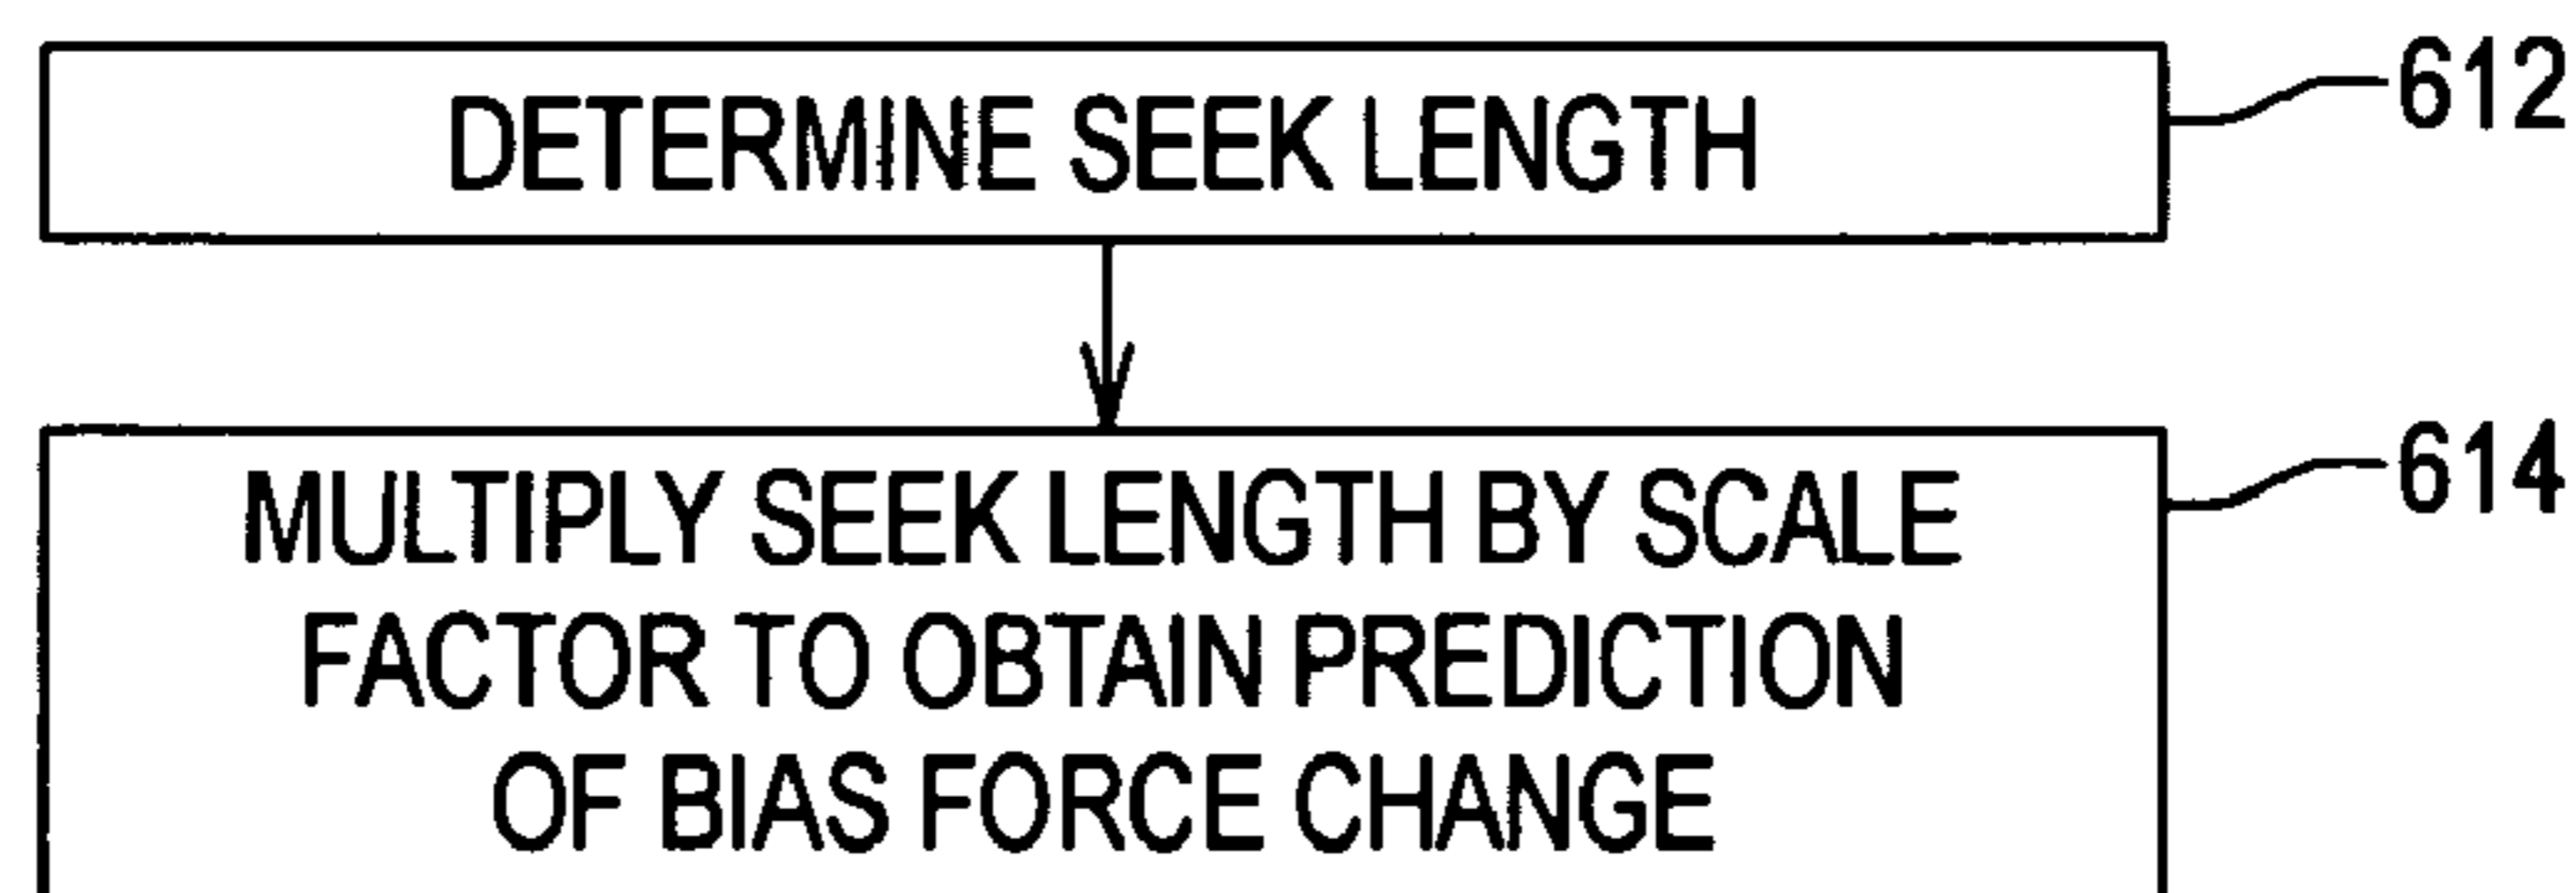 DETERMINE SEEK LENGTH
612
MULTIPLY SEEK LENGTH BY SCALE
FACTOR TO OBTAIN PREDICTION
OF BIAS FORCE CHANGE
614